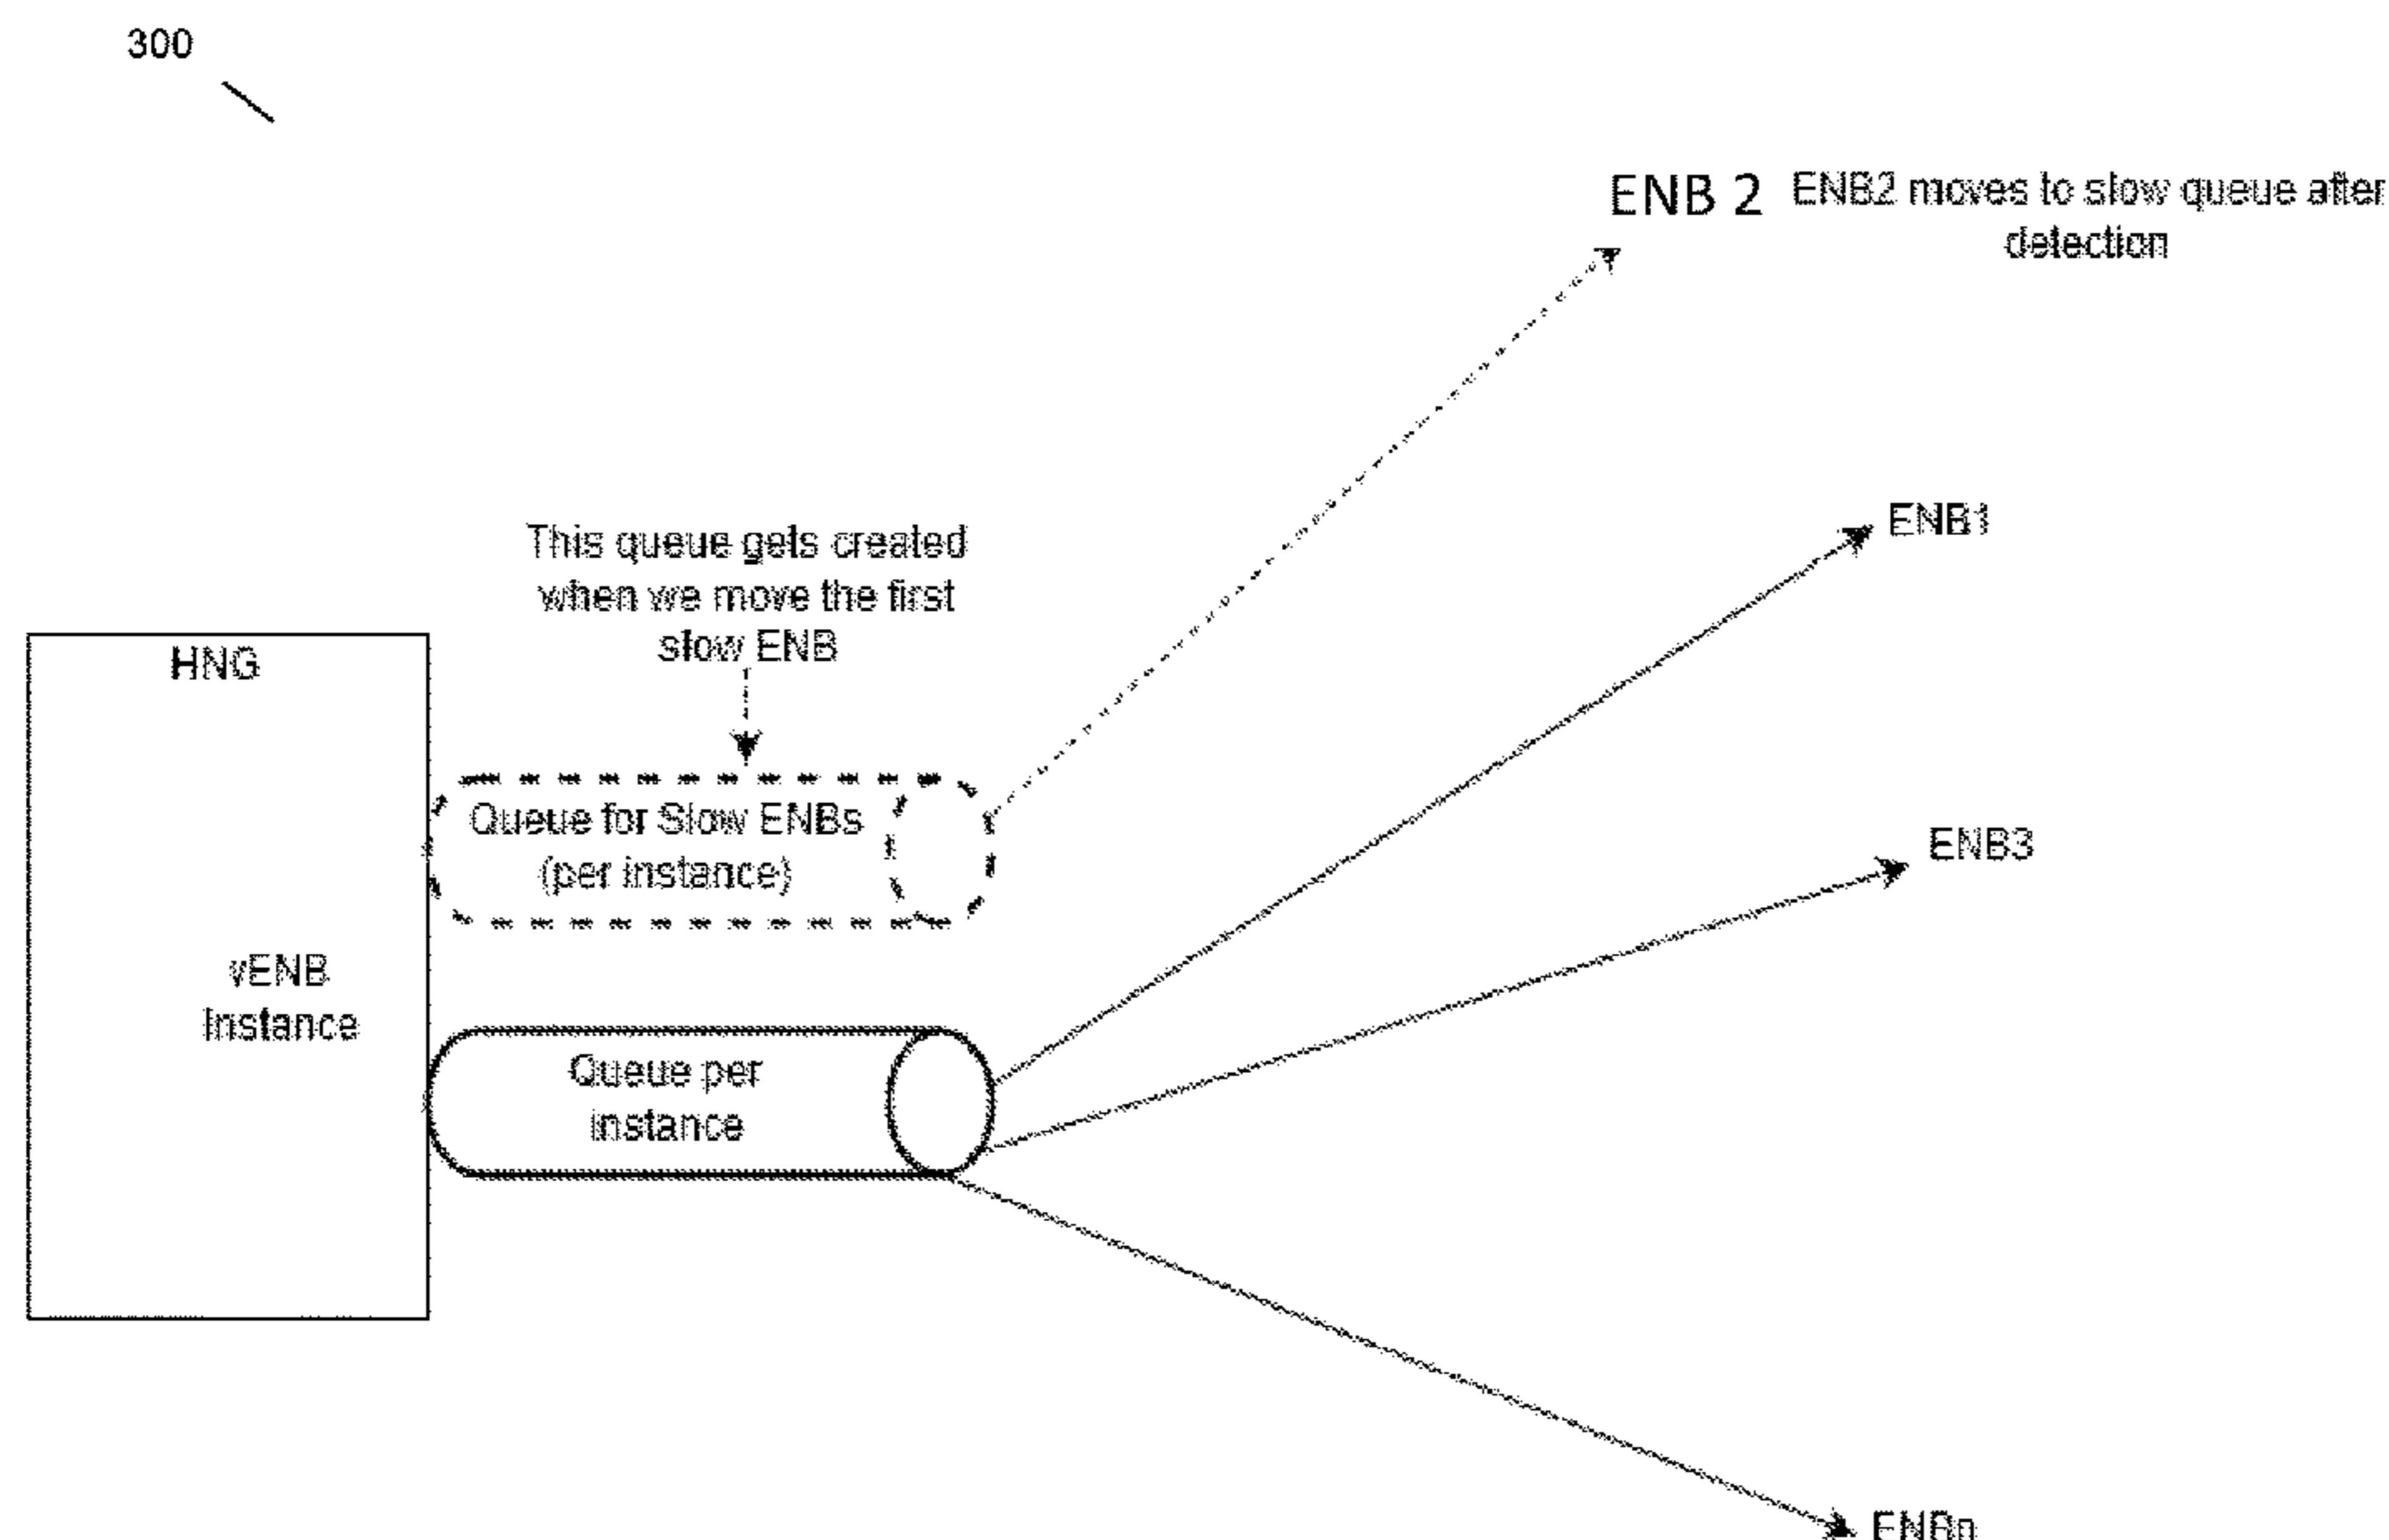 300
ENB 2
ENB2 moves to slow queue after
detection
ENB1
This queue gets created
when we move the first
slow ENB
HNG
Queue for Slow ENBs
(per instance)
ENB3
vENB
Instance
Queue per
instance
ENBn